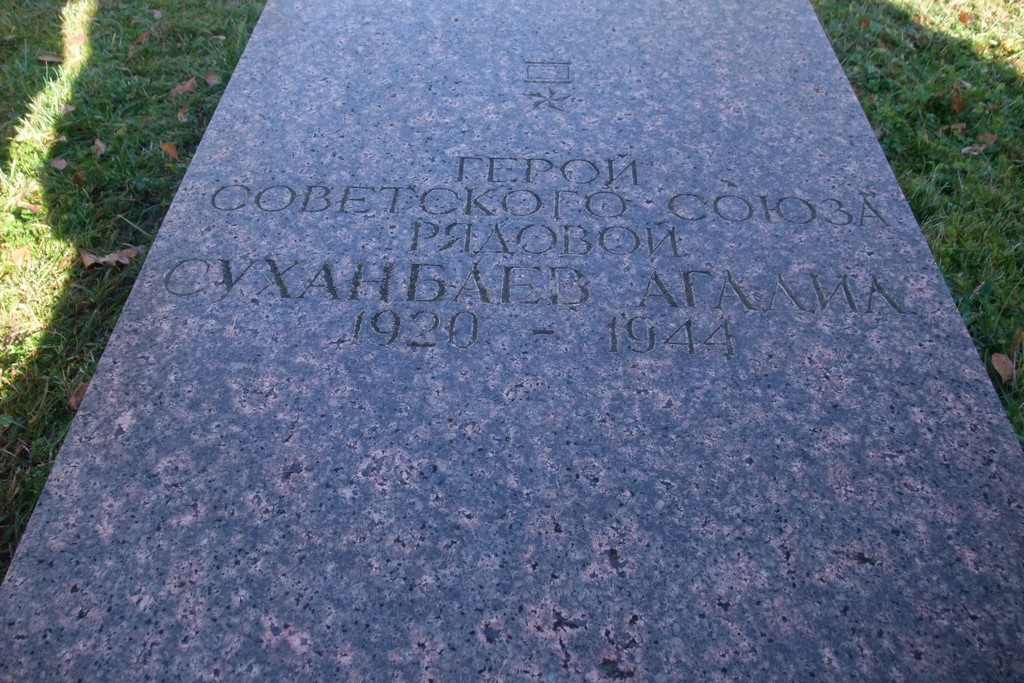 ГЕРОЙ
СОВЕТСКОГО СОЮЗА
РЯДОВОЙ
СУХАНБАЕВ АГАДИЛ
1920 - 1944